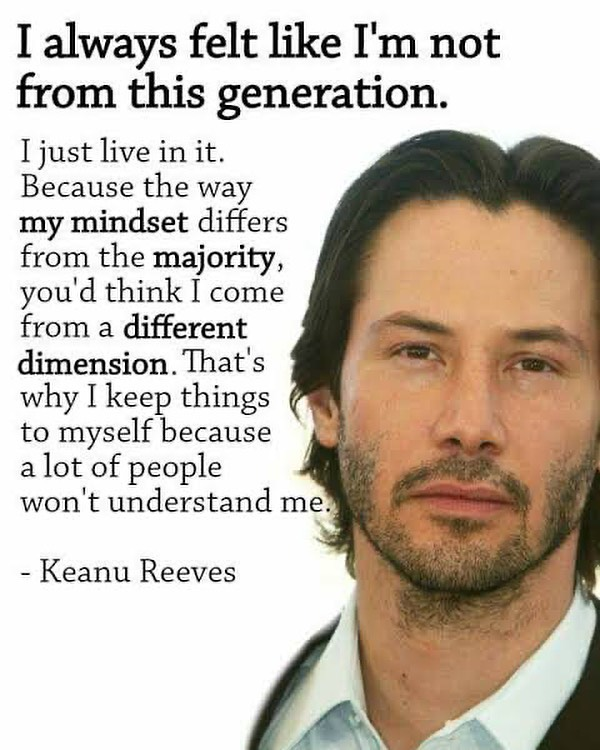 I always felt like I'm not
from this generation.
I just live in it.
Because the way
my mindset differs
from the majority,
you'd think I come
from a different
dimension. That's
why I keep things
to myself because
a lot of people
won't understand me.
- Keanu Reeves